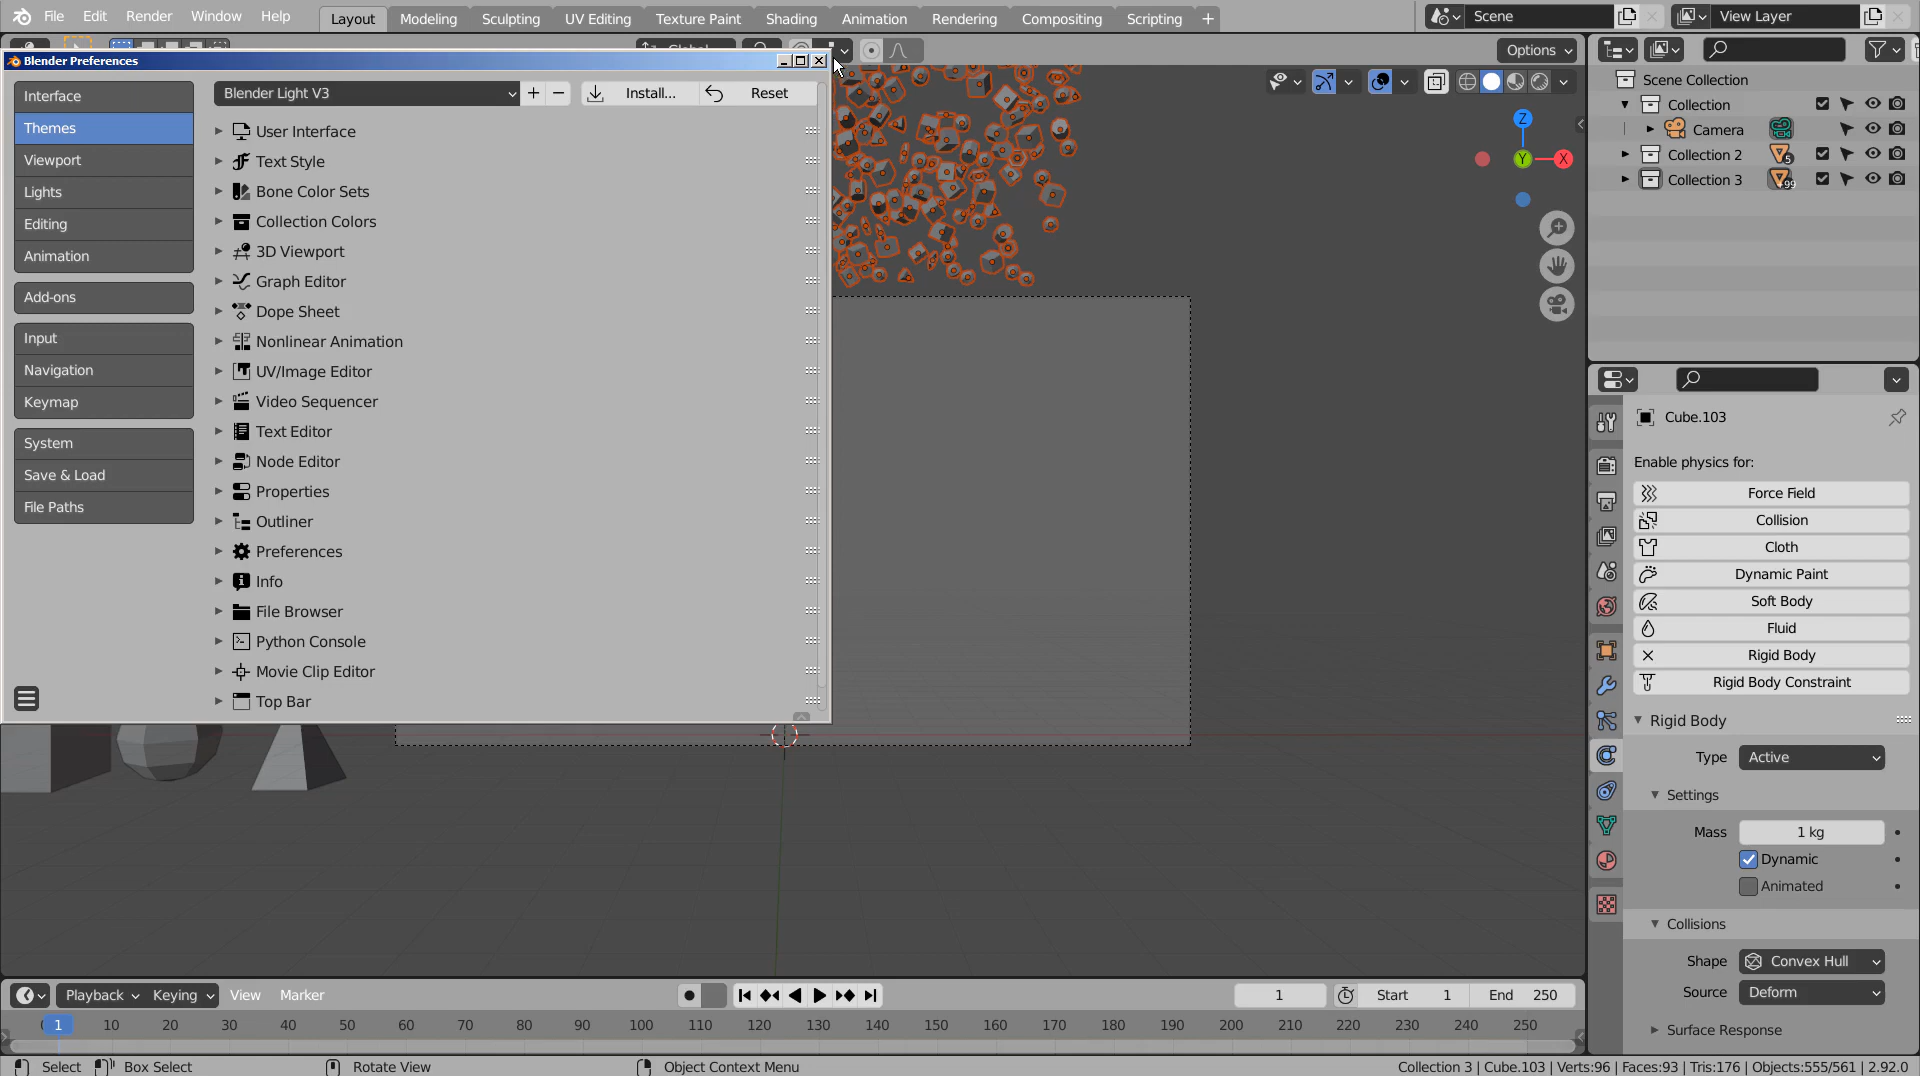 File Edit Render Window Help Layout Modeling Sculpting UV Editing Texture Paint Shading Animation Rendering Compositing Scripting + Scene View Layer
Options
Blender Preferences
Interface
Themes
Viewport
Lights
Editing
Animation
Add-ons
Input
Navigation
Keymap
System
Save & Load
File Paths
Blender Light V3 Install... Reset
User Interface
Text Style
Bone Color Sets
Collection Colors
3D Viewport
Graph Editor
Dope Sheet
Nonlinear Animation
UV/Image Editor
Video Sequencer
Text Editor
Node Editor
Properties
Outliner
Preferences
Info
File Browser
Python Console
Movie Clip Editor
Top Bar
Z
Y X
Scene Collection
Collection
Camera
Collection 2 5
Collection 3 +99
Cube.103
Enable physics for:
Force Field
Collision
Cloth
Dynamic Paint
Soft Body
Fluid
Rigid Body
Rigid Body Constraint
Rigid Body
Type Active
Settings
Mass 1 kg
Dynamic
Animated
Collisions
Shape Convex Hull
Source Deform
Surface Response
Playback Keying View Marker 1 Start 1 End 250
1 10 20 30 40 50 60 70 80 90 100 110 120 130 140 150 160 170 180 190 200 210 220 230 240 250
Select Box Select Rotate View Object Context Menu Collection 3 | Cube.103 | Verts:96 | Faces:93 | Tris:176 | Objects:555/561 | 2.92.0